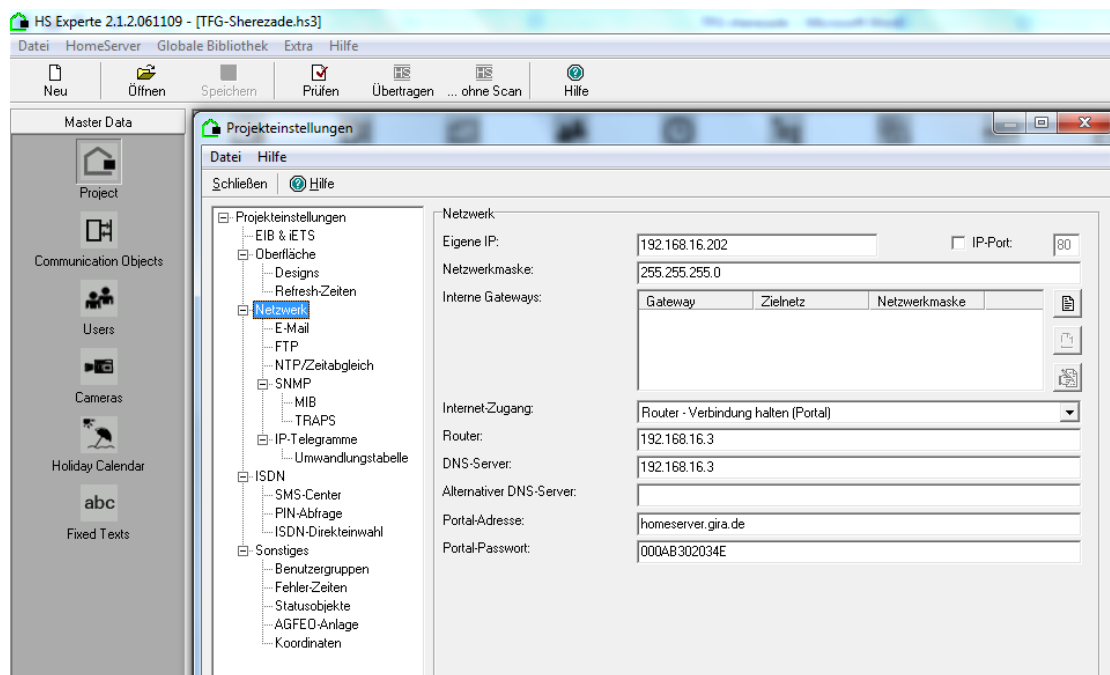 HS Experte 2.1.2.061109 - [TFG-Sherezade.hs3]
Datei HomeServer Globale Bibliothek Extra Hilfe
Neu Öffnen Speichern Prüfen Übertragen ... ohne Scan Hilfe
Master Data
Project
Communication Objects
Users
Cameras
Holiday Calendar
abc
Fixed Texts
Projekteinstellungen
Datei Hilfe
Schließen Hilfe
Projekteinstellungen
EIB & iETS
Oberfläche
Designs
Refresh-Zeiten
Netzwerk
E-Mail
FTP
NTP/Zeitabgleich
SNMP
MIB
TRAPS
IP-Telegramme
Umwandlungstabelle
ISDN
SMS-Center
PIN-Abfrage
ISDN-Direkteinwahl
Sonstiges
Benutzergruppen
Fehler-Zeiten
Statusobjekte
AGFEO-Anlage
Koordinaten
Netzwerk
Eigene IP: 192.168.16.202 IP-Port: 80
Netzwerkmaske: 255.255.255.0
Interne Gateways: Gateway Zielnetz Netzwerkmaske
Internet-Zugang: Router - Verbindung halten (Portal)
Router: 192.168.16.3
DNS-Server: 192.168.16.3
Alternativer DNS-Server:
Portal-Adresse: homeserver.gira.de
Portal-Passwort: 000AB302034E